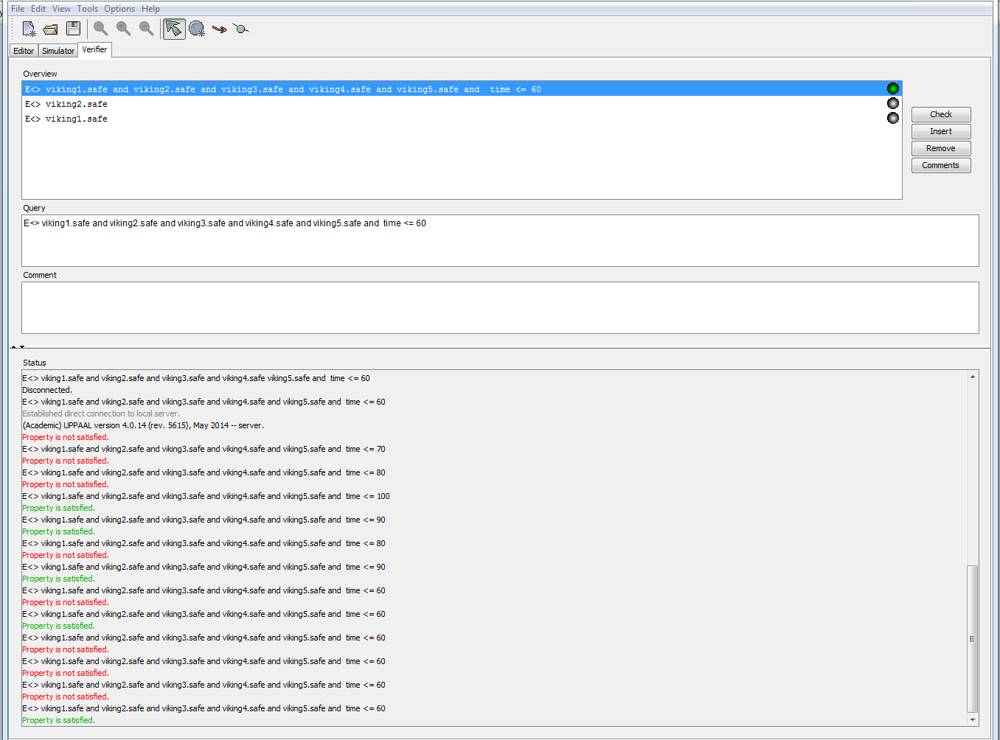 File Edit View Tools Options Help
Editor Simulator Verifier
Overview
E<> viking1.safe and viking2.safe and viking3.safe and viking4.safe and viking5.safe and  time <= 60
E<> viking2.safe
E<> viking1.safe
Check
Insert
Remove
Comments
Query
E<> viking1.safe and viking2.safe and viking3.safe and viking4.safe and viking5.safe and  time <= 60
Comment
Status
E<> viking1.safe and viking2.safe and viking3.safe and viking4.safe viking5.safe and  time <= 60
Disconnected.
E<> viking1.safe and viking2.safe and viking3.safe and viking4.safe and viking5.safe and  time <= 60
Established direct connection to local server.
(Academic) UPPAAL version 4.0.14 (rev. 5615), May 2014 -- server.
Property is not satisfied.
E<> viking1.safe and viking2.safe and viking3.safe and viking4.safe and viking5.safe and  time <= 70
Property is not satisfied.
E<> viking1.safe and viking2.safe and viking3.safe and viking4.safe and viking5.safe and  time <= 80
Property is not satisfied.
E<> viking1.safe and viking2.safe and viking3.safe and viking4.safe and viking5.safe and  time <= 100
Property is satisfied.
E<> viking1.safe and viking2.safe and viking3.safe and viking4.safe and viking5.safe and  time <= 90
Property is satisfied.
E<> viking1.safe and viking2.safe and viking3.safe and viking4.safe and viking5.safe and  time <= 80
Property is not satisfied.
E<> viking1.safe and viking2.safe and viking3.safe and viking4.safe and viking5.safe and  time <= 90
Property is satisfied.
E<> viking1.safe and viking2.safe and viking3.safe and viking4.safe and viking5.safe and  time <= 60
Property is not satisfied.
E<> viking1.safe and viking2.safe and viking3.safe and viking4.safe and viking5.safe and  time <= 60
Property is satisfied.
E<> viking1.safe and viking2.safe and viking3.safe and viking4.safe and viking5.safe and  time <= 60
Property is not satisfied.
E<> viking1.safe and viking2.safe and viking3.safe and viking4.safe and viking5.safe and  time <= 60
Property is not satisfied.
E<> viking1.safe and viking2.safe and viking3.safe and viking4.safe and viking5.safe and  time <= 60
Property is not satisfied.
E<> viking1.safe and viking2.safe and viking3.safe and viking4.safe and viking5.safe and  time <= 60
Property is satisfied.